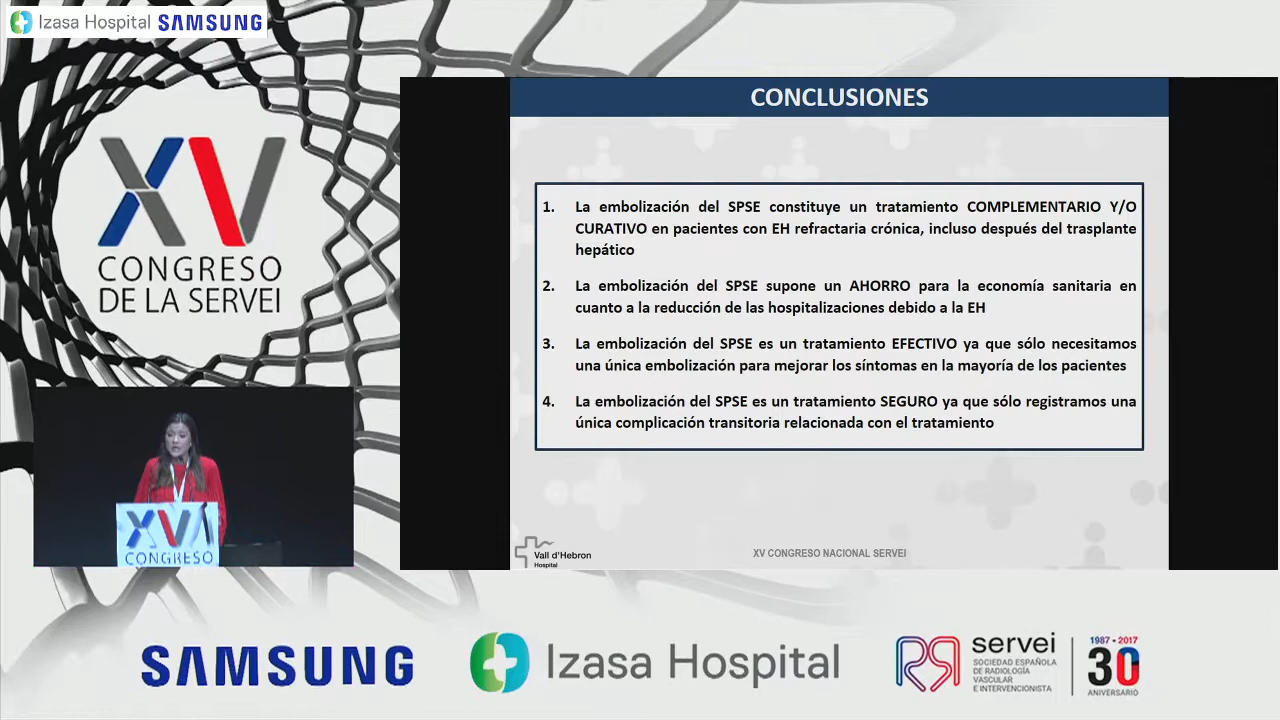 Izasa Hospital SAMSUNG
XV
CONGRESO
DE LA SERVEI
XV
CONGRESO
CONCLUSIONES
1. La embolización del SPSE constituye un tratamiento COMPLEMENTARIO Y/O
CURATIVO en pacientes con EH refractaria crónica, incluso después del trasplante
hepático
2. La embolización del SPSE supone un AHORRO para la economía sanitaria en
cuanto a la reducción de las hospitalizaciones debido a la EH
3. La embolización del SPSE es un tratamiento EFECTIVO ya que sólo necesitamos
una única embolización para mejorar los síntomas en la mayoría de los pacientes
4. La embolización del SPSE es un tratamiento SEGURO ya que sólo registramos una
única complicación transitoria relacionada con el tratamiento
Vall d'Hebron
Hospital
XV CONGRESO NACIONAL SERVEI
SAMSUNG
Izasa Hospital
servei
SOCIEDAD ESPAÑOLA
DE RADIOLOGÍA
VASCULAR
E INTERVENCIONISTA
1987 • 2017
30
ANIVERSARIO